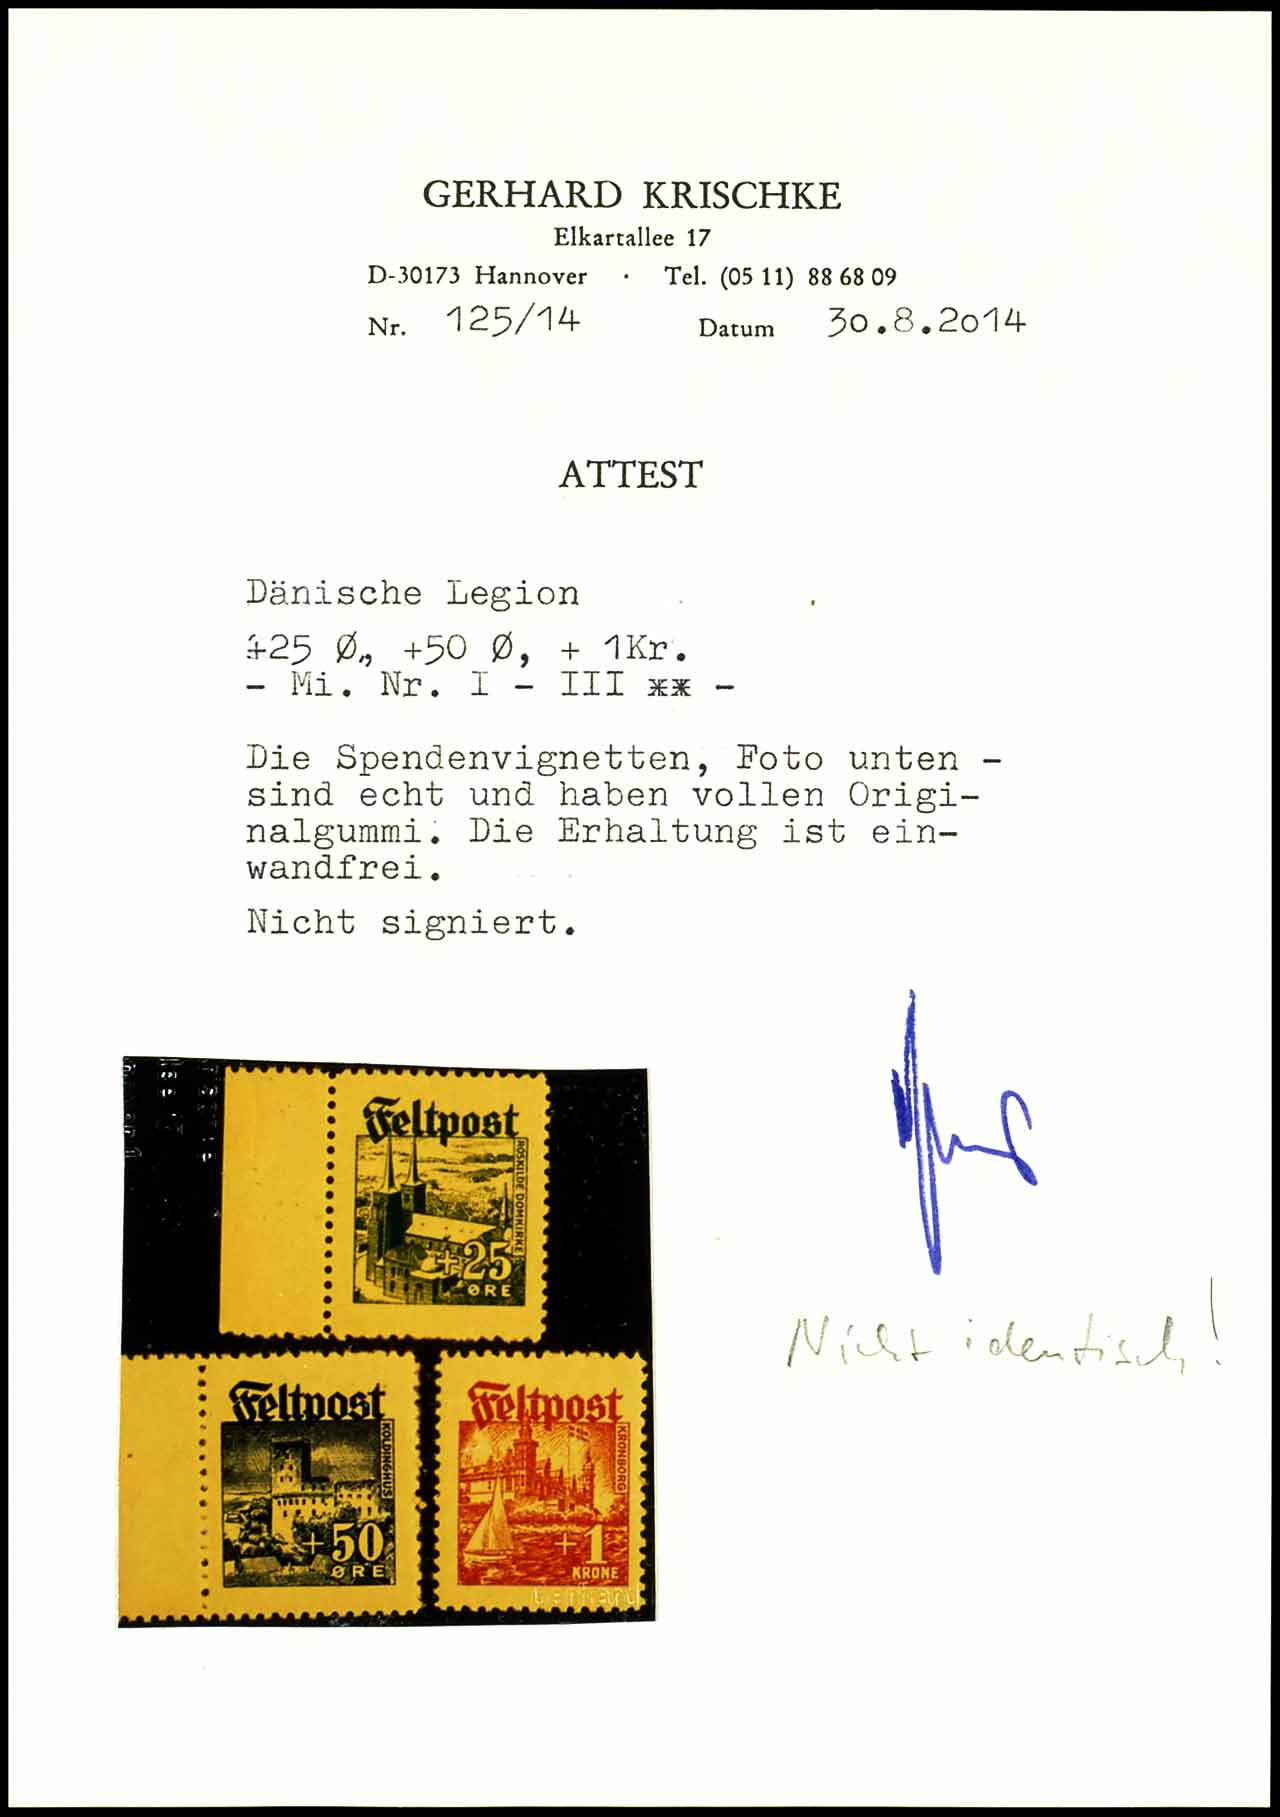 GERHARD KRISCHKE
Elkartallee 17
D-30173 Hannover · Tel. (05 11) 88 68 09
Nr. 125/14 Datum 30.8.2014
ATTEST
Dänische Legion
+25 Ø., +50 Ø, + 1Kr.
- Mi. Nr. I - III ** -
Die Spendenvignetten, Foto unten -
sind echt und haben vollen Origi-
nalgummi. Die Erhaltung ist ein-
wandfrei.
Nicht signiert.
Feltpost
ROSKILDE DOMKIRKE
+25
ØRE
Nicht identisch!
Feltpost
KOLDINGHUS
+50
ØRE
Feltpost
KRONBORG
+1
KRONE